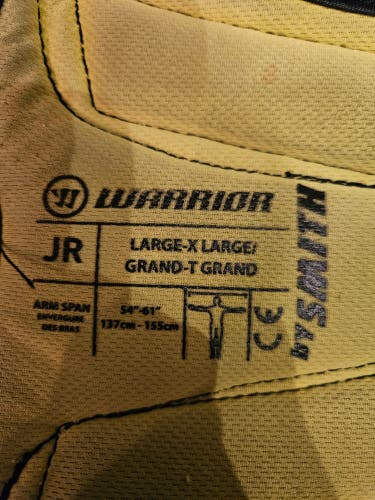 WARRIOR
JR
LARGE-X LARGE/
GRAND-T GRAND
ARM SPAN
ENVERGURE
DES BRAS
54"-61"
137cm - 155cm
CE
by SMITH